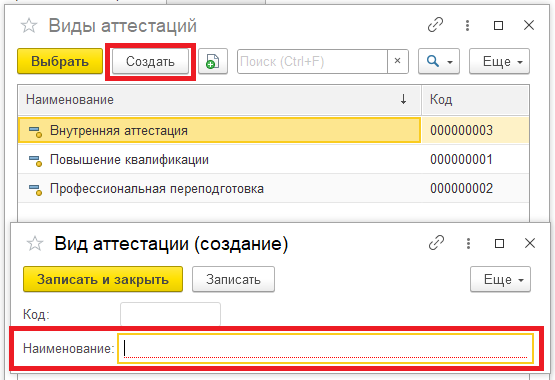 Виды аттестаций
Выбрать Создать Поиск (Ctrl+F) × Еще
Наименование ↓ Код
Внутренняя аттестация 000000003
Повышение квалификации 000000001
Профессиональная переподготовка 000000002
Вид аттестации (создание)
Записать и закрыть Записать Еще
Код:
Наименование: